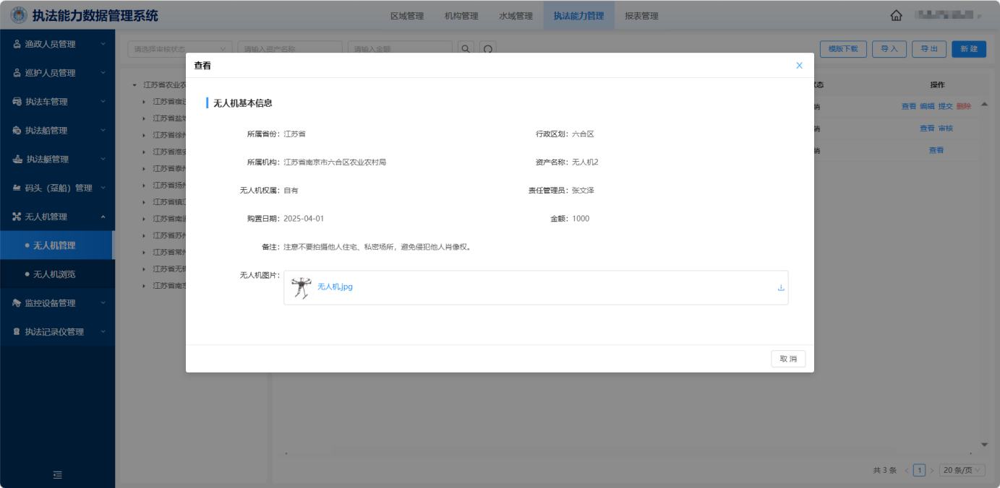 执法能力数据管理系统
区域管理 机构管理 水域管理 执法能力管理 报表管理
渔政人员管理
巡护人员管理
执法车管理
执法船管理
执法艇管理
码头（趸船）管理
无人机管理
无人机管理
无人机浏览
监控设备管理
执法记录仪管理
请选择审核状态 请输入资产名称 请输入金额
模版下载 导入 导出 新建
江苏省农业农
江苏省宿迁
江苏省盐城
江苏省徐州
江苏省淮安
江苏省泰州
江苏省扬州
江苏省镇江
江苏省南通
江苏省苏州
江苏省常州
江苏省无锡
江苏省南京
操作
查看 编辑 提交 删除
查看 审核
查看
查看
无人机基本信息
所属省份：江苏省 行政区划：六合区
所属机构：江苏省南京市六合区农业农村局 资产名称：无人机2
无人机权属：自有 责任管理员：张文泽
购置日期：2025-04-01 金额：1000
备注：注意不要拍摄他人住宅、私密场所，避免侵犯他人肖像权。
无人机图片：
无人机.jpg
取消
共 3 条 1 20 条/页